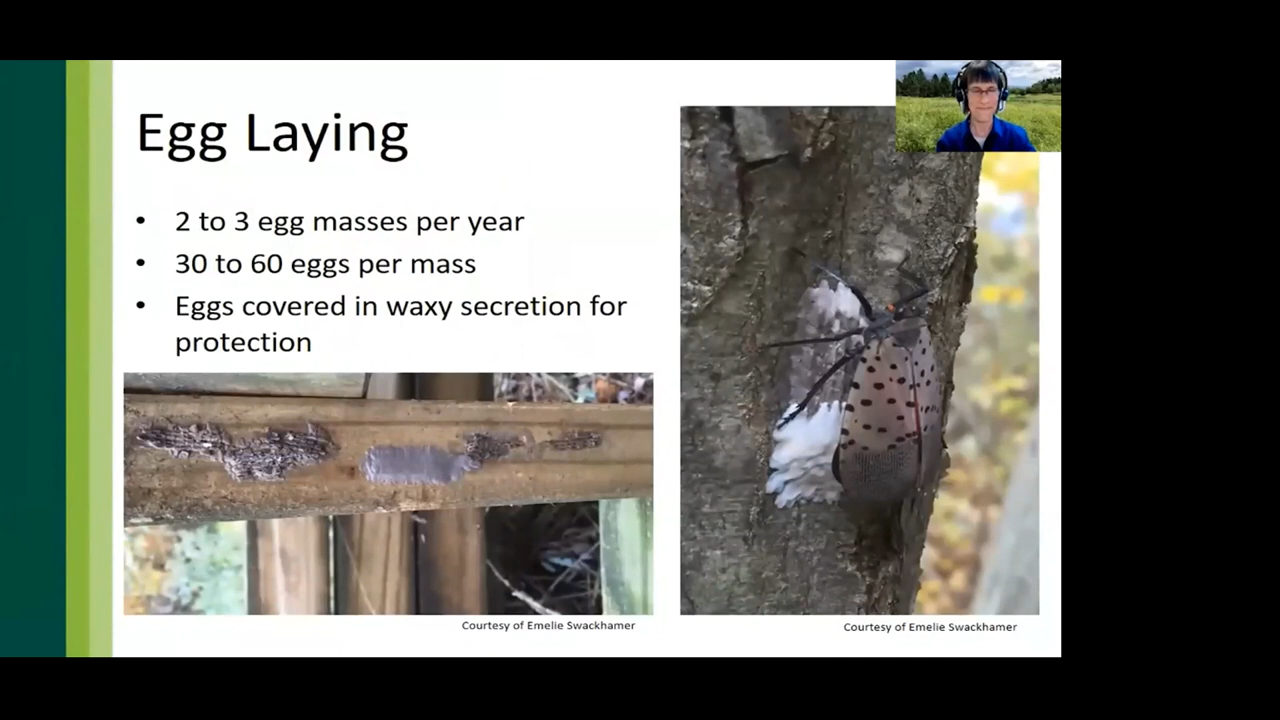 Egg Laying
• 2 to 3 egg masses per year
• 30 to 60 eggs per mass
• Eggs covered in waxy secretion for
protection
Courtesy of Emelie Swackhamer
Courtesy of Emelie Swackhamer